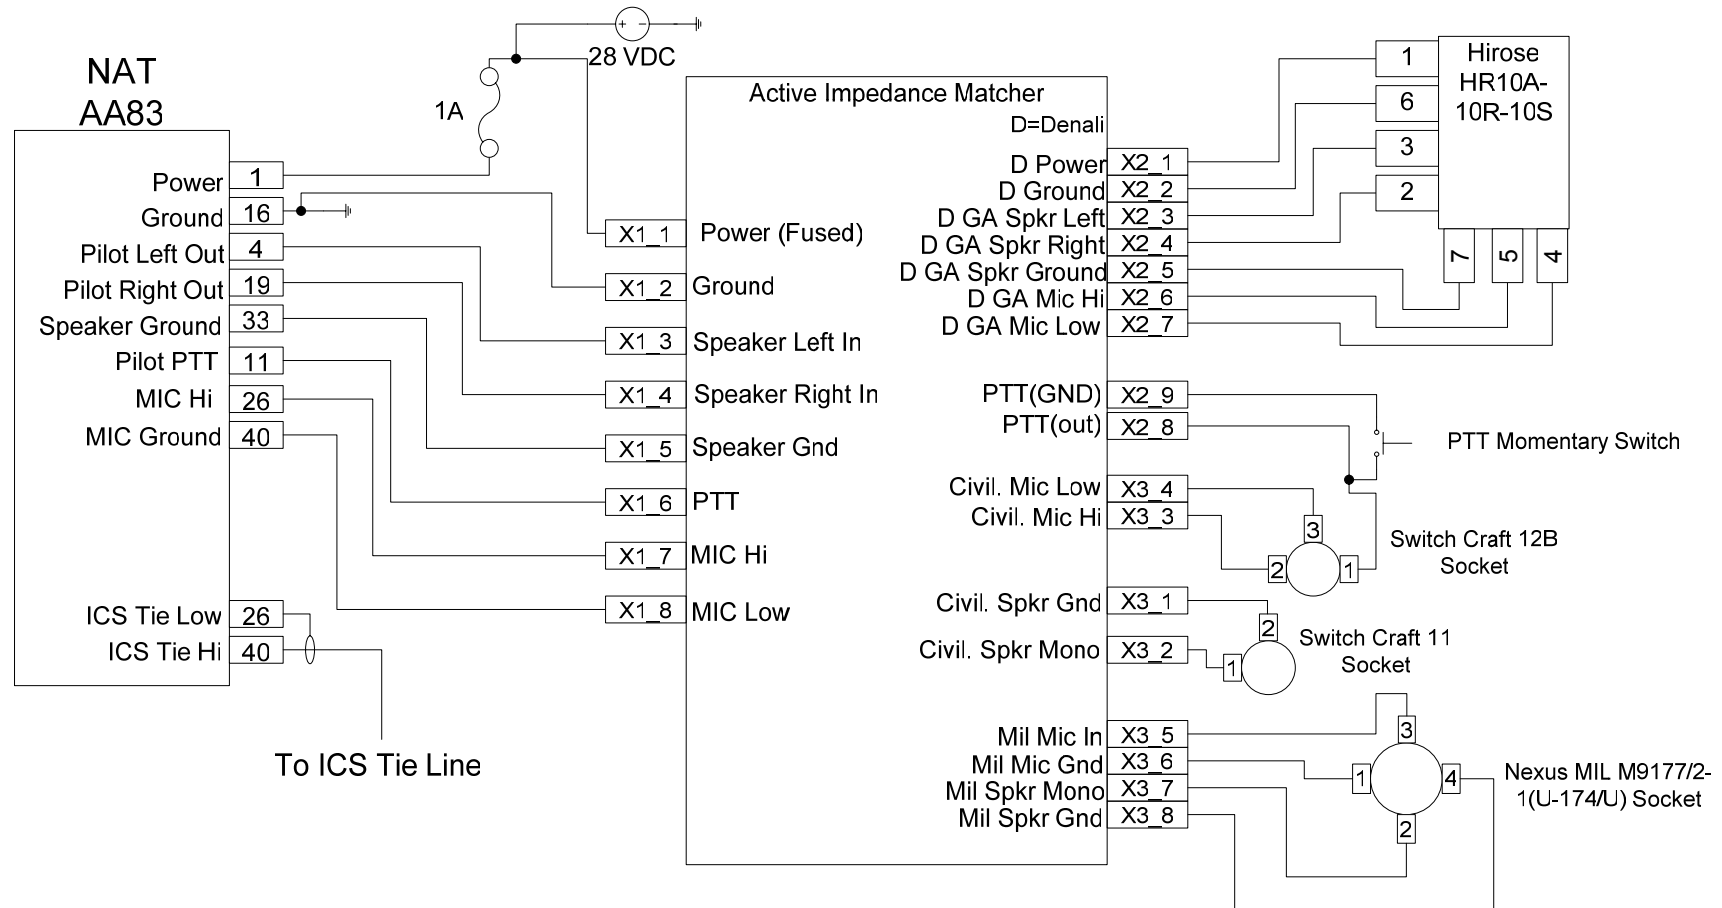 NAT
AA83
Power
1
Ground
16
Pilot Left Out
4
Pilot Right Out
19
Speaker Ground
33
Pilot PTT
11
MIC Hi
26
MIC Ground
40
ICS Tie Low
26
ICS Tie Hi
40
To ICS Tie Line
1A
+ -
28 VDC
Active Impedance Matcher
D=Denali
X1_1
Power (Fused)
X1_2
Ground
X1_3
Speaker Left In
X1_4
Speaker Right In
X1_5
Speaker Gnd
X1_6
PTT
X1_7
MIC Hi
X1_8
MIC Low
D Power
X2_1
D Ground
X2_2
D GA Spkr Left
X2_3
D GA Spkr Right
X2_4
D GA Spkr Ground
X2_5
D GA Mic Hi
X2_6
D GA Mic Low
X2_7
PTT(GND)
X2_9
PTT(out)
X2_8
Civil. Mic Low
X3_4
Civil. Mic Hi
X3_3
Civil. Spkr Gnd
X3_1
Civil. Spkr Mono
X3_2
Mil Mic In
X3_5
Mil Mic Gnd
X3_6
Mil Spkr Mono
X3_7
Mil Spkr Gnd
X3_8
1
6
3
2
Hirose
HR10A-
10R-10S
7
5
4
PTT Momentary Switch
3
2
1
Switch Craft 12B
Socket
2
1
Switch Craft 11
Socket
3
1
4
2
Nexus MIL M9177/2-
1(U-174/U) Socket